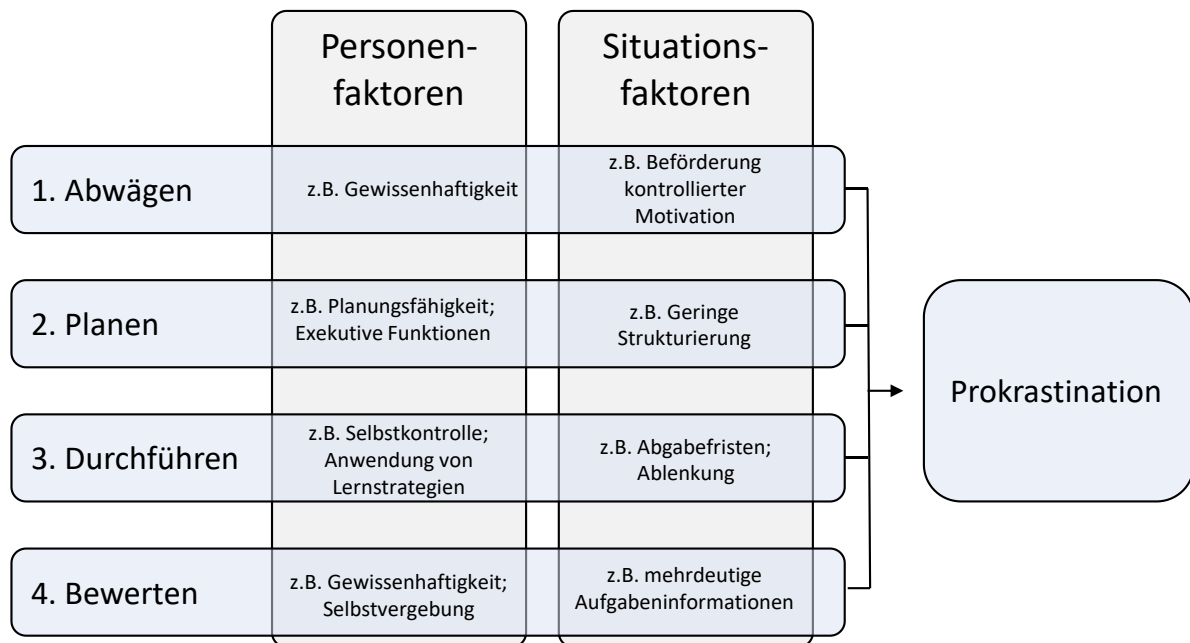 Personen-
faktoren
Situations-
faktoren
1. Abwägen
z.B. Gewissenhaftigkeit
z.B. Beförderung
kontrollierter
Motivation
2. Planen
z.B. Planungsfähigkeit;
Exekutive Funktionen
z.B. Geringe
Strukturierung
3. Durchführen
z.B. Selbstkontrolle;
Anwendung von
Lernstrategien
z.B. Abgabefristen;
Ablenkung
4. Bewerten
z.B. Gewissenhaftigkeit;
Selbstvergebung
z.B. mehrdeutige
Aufgabeninformationen
Prokrastination